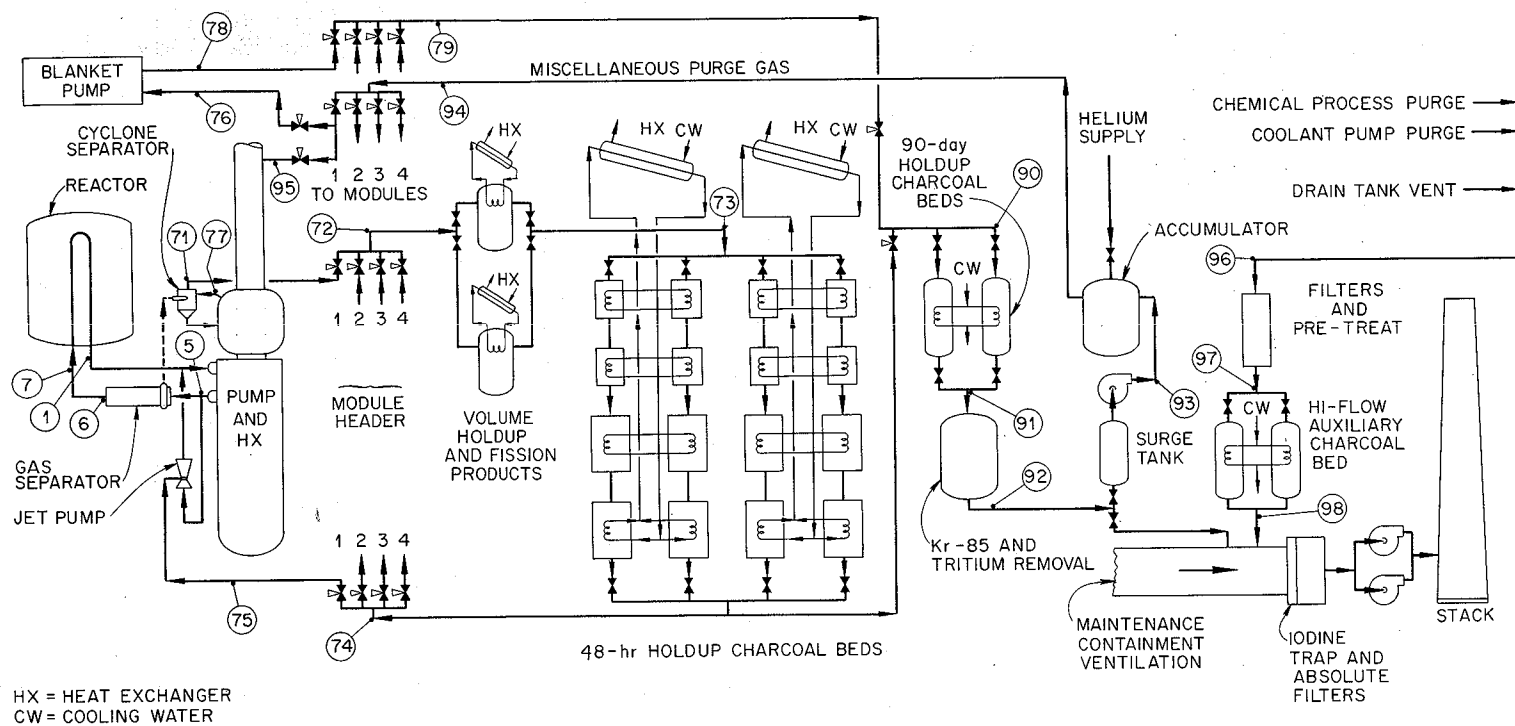 78
79
BLANKET
PUMP
MISCELLANEOUS PURGE GAS
76
94
CHEMICAL PROCESS PURGE
COOLANT PUMP PURGE
CYCLONE
SEPARATOR
HX
HX CW
HX CW
HELIUM
SUPPLY
90-day
HOLDUP
CHARCOAL
BEDS
90
REACTOR
95
1 2 3 4
TO MODULES
DRAIN TANK VENT
71
77
72
73
ACCUMULATOR
96
CW
FILTERS
AND
PRE-TREAT
HX
1 2 3 4
5
7
1
6
PUMP
AND
HX
MODULE
HEADER
VOLUME
HOLDUP
AND FISSION
PRODUCTS
91
93
97
CW
HI-FLOW
AUXILIARY
CHARCOAL
BED
SURGE
TANK
GAS
SEPARATOR
JET PUMP
92
98
1 2 3 4
Kr-85 AND
TRITIUM REMOVAL
75
74
STACK
MAINTENANCE
CONTAINMENT
VENTILATION
IODINE
TRAP AND
ABSOLUTE
FILTERS
48-hr HOLDUP CHARCOAL BEDS
HX = HEAT EXCHANGER
CW = COOLING WATER